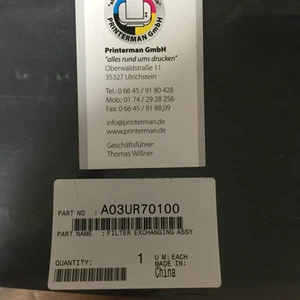 PRINTERMAN GmbH
Printerman GmbH
"alles rund ums drucken"
Oberwaldstraße 11
35327 Ulrichstein
Tel.: 0 66 45 / 91 80 428
Mob.: 01 74 / 29 28 256
Fax: 0 66 45 / 91 88,09
info@printerman.de
www.printerman.de
Geschäftsführer:
Thomas Wißner
PART NO : A03UR70100
PART NAME : FILTER EXCHANGING ASSY
QUANTITY: 1 U M: EACH
MADE IN: China